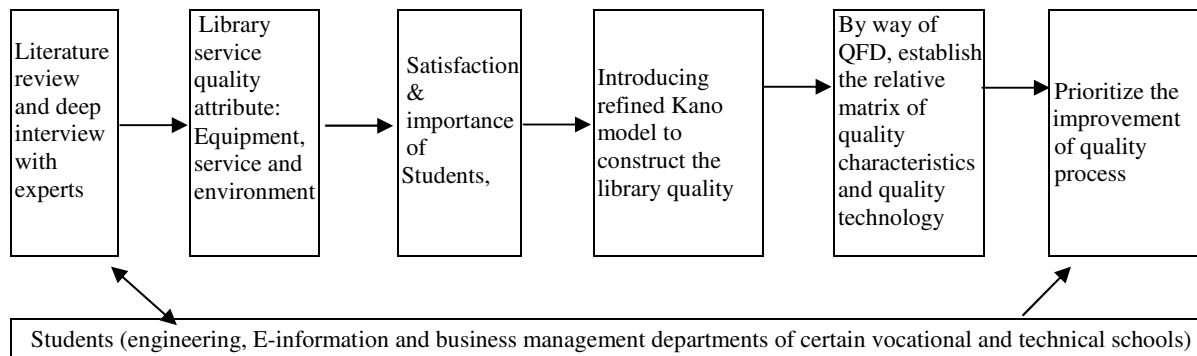 Literature
review
and deep
interview
with
experts
Library
service
quality
attribute:
Equipment,
service and
environment
Satisfaction
&
importance
of
Students,
Introducing
refined Kano
model to
construct the
library quality
By way of
QFD, establish
the relative
matrix of
quality
characteristics
and quality
technology
Prioritize the
improvement
of quality
process
Students (engineering, E-information and business management departments of certain vocational and technical schools)